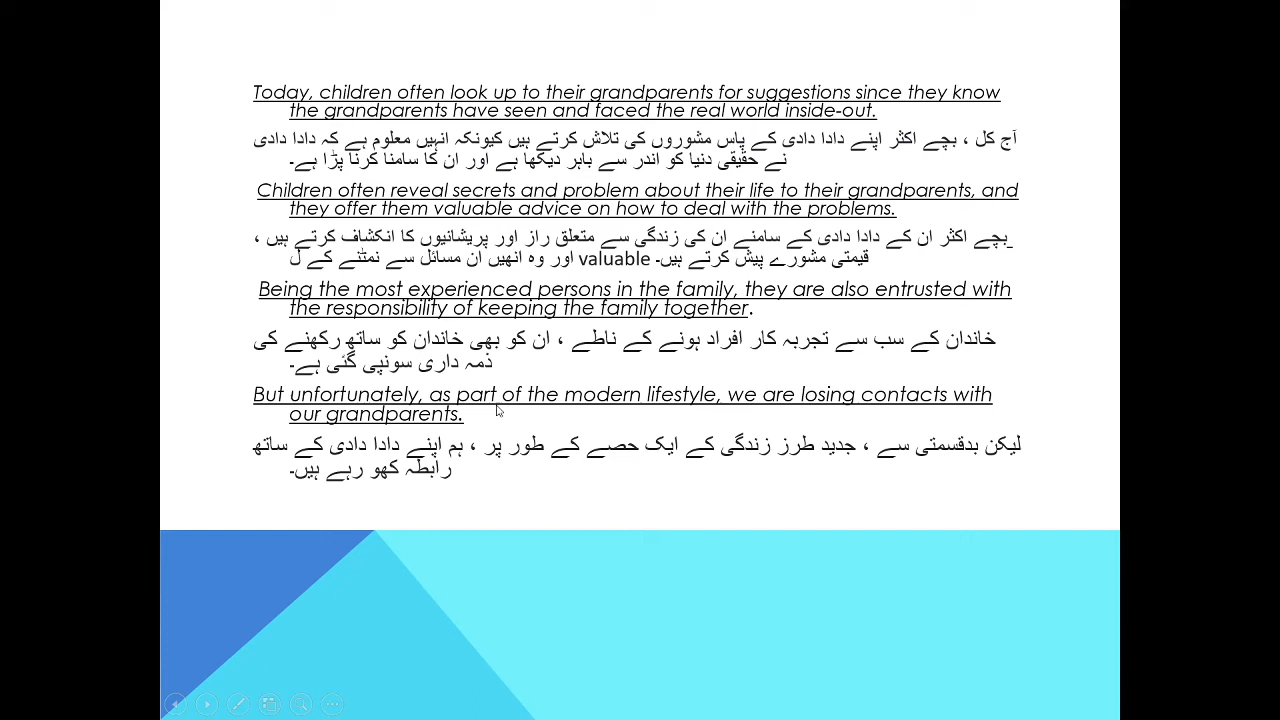 Today, children often look up to their grandparents for suggestions since they know
the grandparents have seen and faced the real world inside-out.
آج کل ، بچے اکثر اپنے دادا دادی کے پاس مشوروں کی تلاش کرتے ہیں کیونکہ انہیں معلوم ہے کہ دادا دادی
نے حقیقی دنیا کو اندر سے باہر دیکھا ہے اور ان کا سامنا کرنا پڑا ہے۔
Children often reveal secrets and problem about their life to their grandparents, and
they offer them valuable advice on how to deal with the problems.
بچے اکثر ان کے دادا دادی کے سامنے ان کی زندگی سے متعلق راز اور پریشانیوں کا انکشاف کرتے ہیں ،
قیمتی مشورے پیش کرتے ہیں۔ valuable اور وہ انھیں ان مسائل سے نمٹنے کے ل
Being the most experienced persons in the family, they are also entrusted with
the responsibility of keeping the family together.
خاندان کے سب سے تجربہ کار افراد ہونے کے ناطے ، ان کو بھی خاندان کو ساتھ رکھنے کی
ذمہ داری سونپی گئی ہے۔
But unfortunately, as part of the modern lifestyle, we are losing contacts with
our grandparents.
لیکن بدقسمتی سے ، جدید طرز زندگی کے ایک حصے کے طور پر ، ہم اپنے دادا دادی کے ساتھ
رابطہ کھو رہے ہیں۔